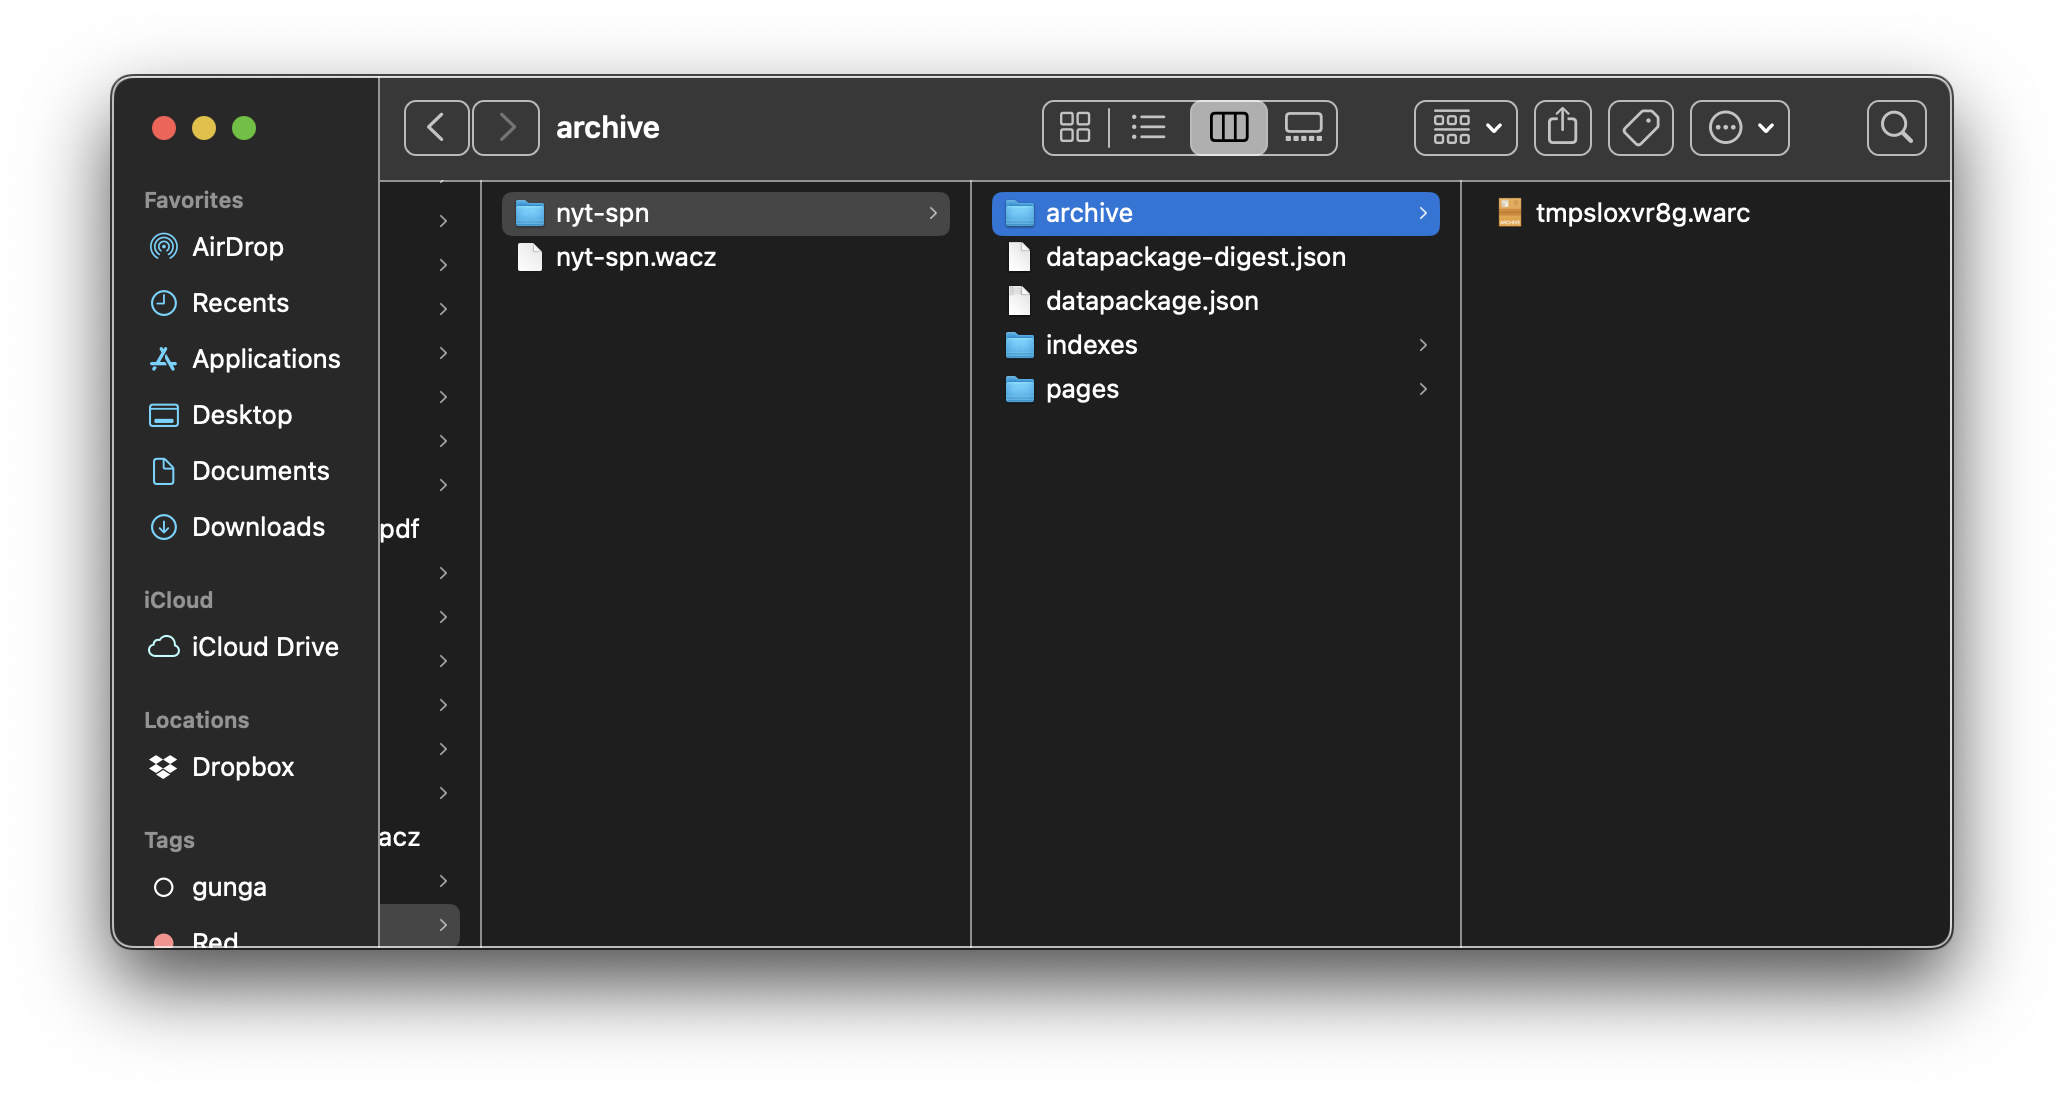 archive
Favorites
AirDrop
Recents
Applications
Desktop
Documents
Downloads
iCloud
iCloud Drive
Locations
Dropbox
Tags
gunga
Red
pdf
acz
nyt-spn
nyt-spn.wacz
archive
datapackage-digest.json
datapackage.json
indexes
pages
tmpsloxvr8g.warc